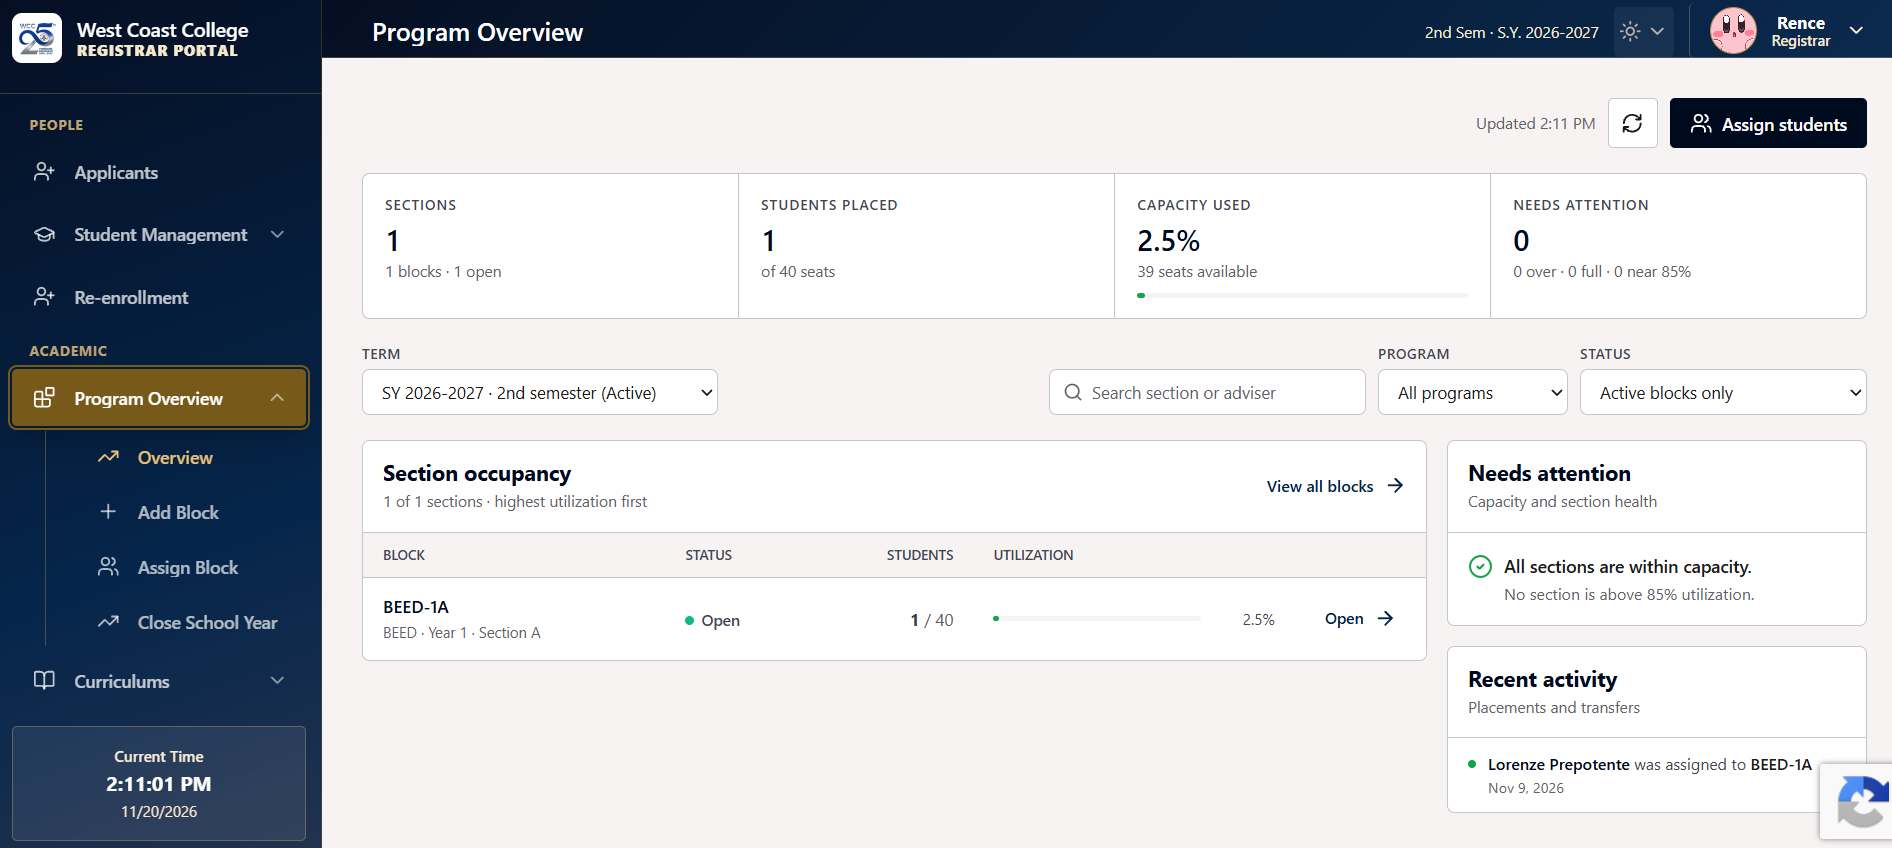 WCC
25
West Coast College
REGISTRAR PORTAL
Program Overview
2nd Sem · S.Y. 2026-2027
Rence
Registrar
PEOPLE
Applicants
Student Management
Re-enrollment
ACADEMIC
Program Overview
Overview
Add Block
Assign Block
Close School Year
Curriculums
Current Time
2:11:01 PM
11/20/2026
Updated 2:11 PM
Assign students
SECTIONS
1
1 blocks · 1 open
STUDENTS PLACED
1
of 40 seats
CAPACITY USED
2.5%
39 seats available
NEEDS ATTENTION
0
0 over · 0 full · 0 near 85%
TERM
SY 2026-2027 · 2nd semester (Active)
Search section or adviser
PROGRAM
All programs
STATUS
Active blocks only
Section occupancy
1 of 1 sections · highest utilization first
View all blocks
BLOCK STATUS STUDENTS UTILIZATION
BEED-1A
BEED · Year 1 · Section A
Open
1 / 40
2.5%
Open
Needs attention
Capacity and section health
All sections are within capacity.
No section is above 85% utilization.
Recent activity
Placements and transfers
Lorenze Prepotente was assigned to BEED-1A
Nov 9, 2026